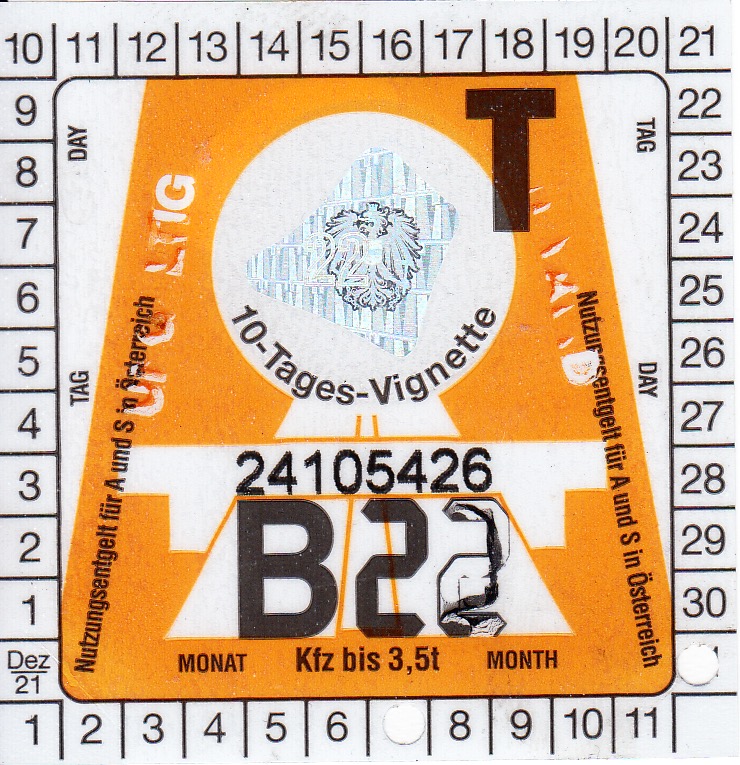 10 11 12 13 14 15 16 17 18 19 20 21
9 22
8 23
7 24
6 25
5 26
4 27
3 28
2 29
1 30
Dez
21
1 2 3 4 5 6 8 9 10 11
DAY
TAG
T
TAG
DAY
10-Tages-Vignette
Nutzungsentgelt für A und S in Österreich
Nutzungsentgelt für A und S in Österreich
24105426
B22
MONAT Kfz bis 3,5t MONTH